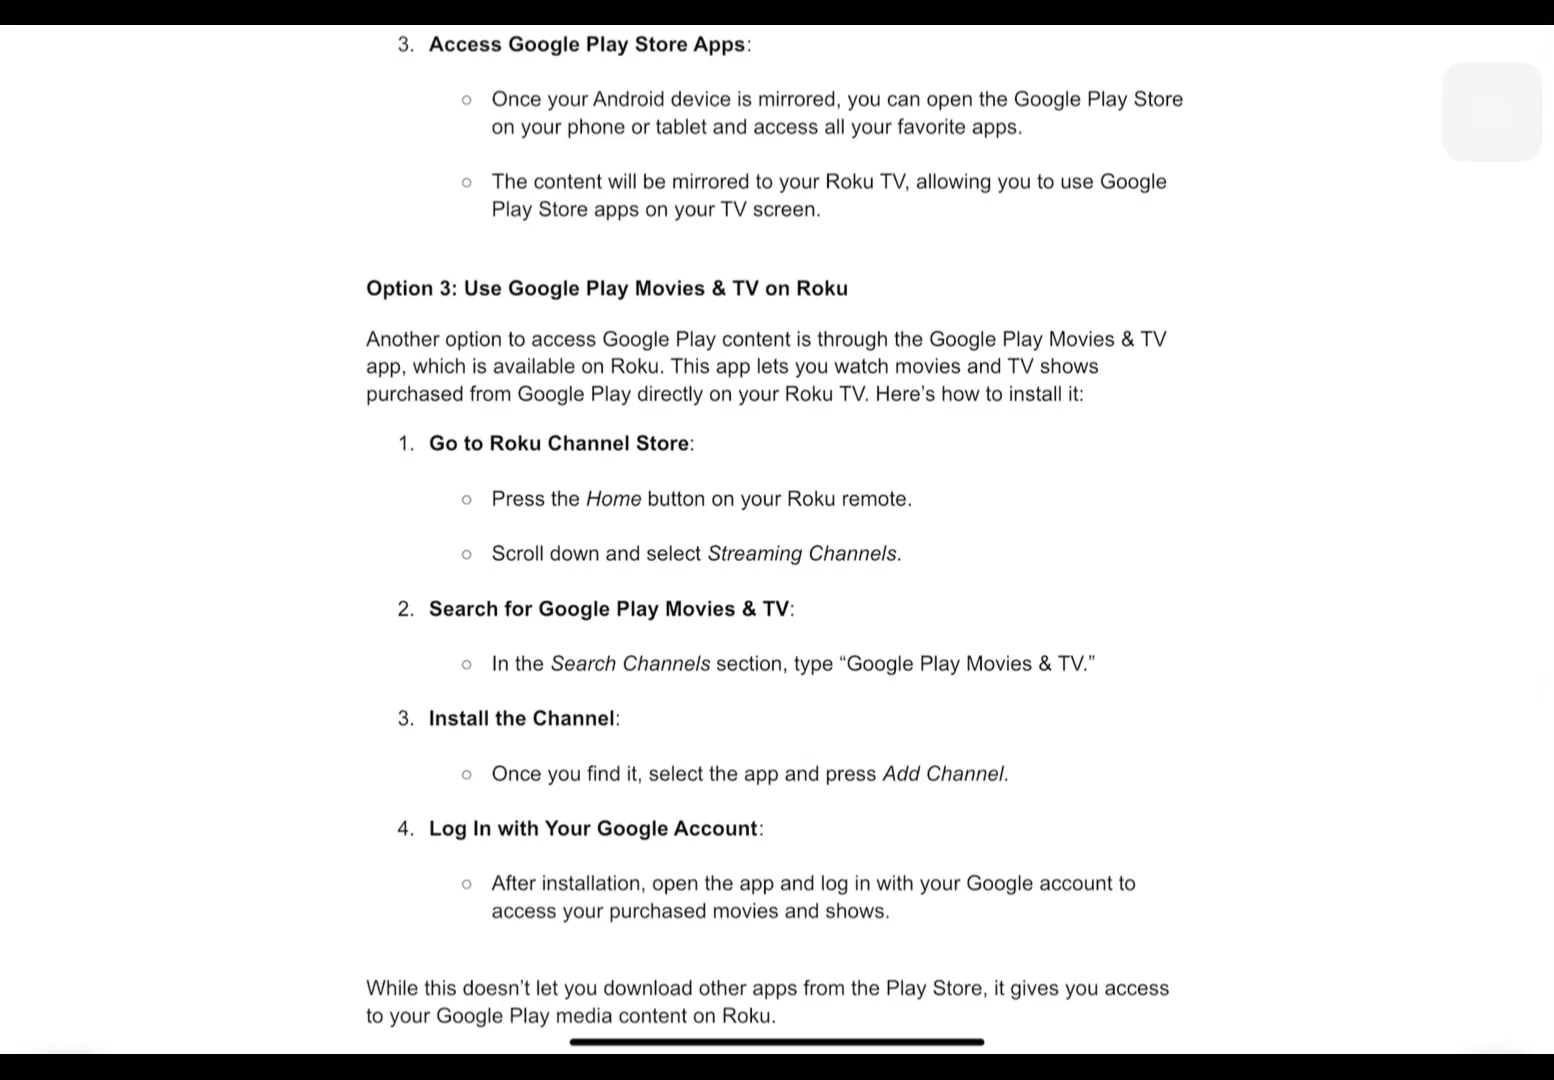 3. Access Google Play Store Apps:
○ Once your Android device is mirrored, you can open the Google Play Store
on your phone or tablet and access all your favorite apps.
○ The content will be mirrored to your Roku TV, allowing you to use Google
Play Store apps on your TV screen.
Option 3: Use Google Play Movies & TV on Roku
Another option to access Google Play content is through the Google Play Movies & TV
app, which is available on Roku. This app lets you watch movies and TV shows
purchased from Google Play directly on your Roku TV. Here’s how to install it:
1. Go to Roku Channel Store:
○ Press the Home button on your Roku remote.
○ Scroll down and select Streaming Channels.
2. Search for Google Play Movies & TV:
○ In the Search Channels section, type “Google Play Movies & TV.”
3. Install the Channel:
○ Once you find it, select the app and press Add Channel.
4. Log In with Your Google Account:
○ After installation, open the app and log in with your Google account to
access your purchased movies and shows.
While this doesn’t let you download other apps from the Play Store, it gives you access
to your Google Play media content on Roku.